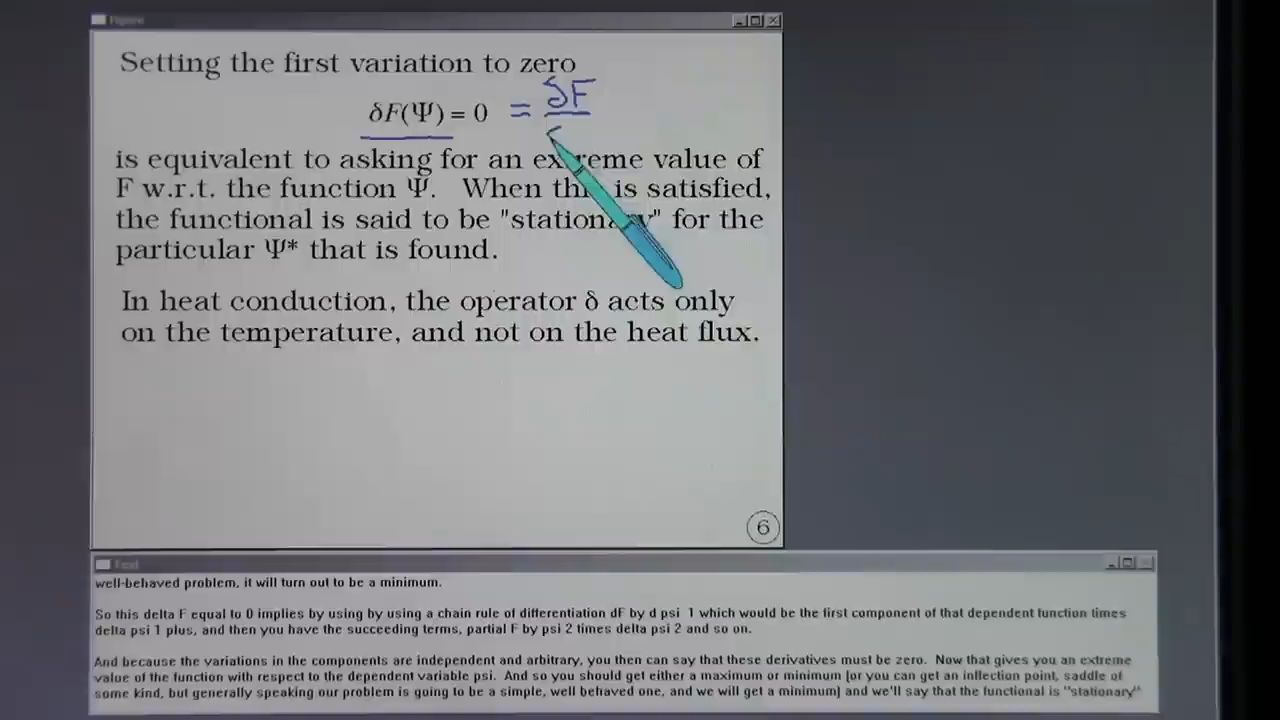 Figure
Setting the first variation to zero
δF(Ψ) = 0 = δF
is equivalent to asking for an extreme value of
F w.r.t. the function Ψ. When this is satisfied,
the functional is said to be "stationary" for the
particular Ψ* that is found.
In heat conduction, the operator δ acts only
on the temperature, and not on the heat flux.
6
Text
well-behaved problem, it will turn out to be a minimum.
So this delta F equal to 0 implies by using by using a chain rule of differentiation dF by d psi 1 which would be the first component of that dependent function times
delta psi 1 plus, and then you have the succeeding terms, partial F by psi 2 times delta psi 2 and so on.
And because the variations in the components are independent and arbitrary, you then can say that these derivatives must be zero. Now that gives you an extreme
value of the function with respect to the dependent variable psi. And so you should get either a maximum or minimum (or you can get an inflection point, saddle of
some kind, but generally speaking our problem is going to be a simple, well behaved one, and we will get a minimum) and we'll say that the functional is "stationary"